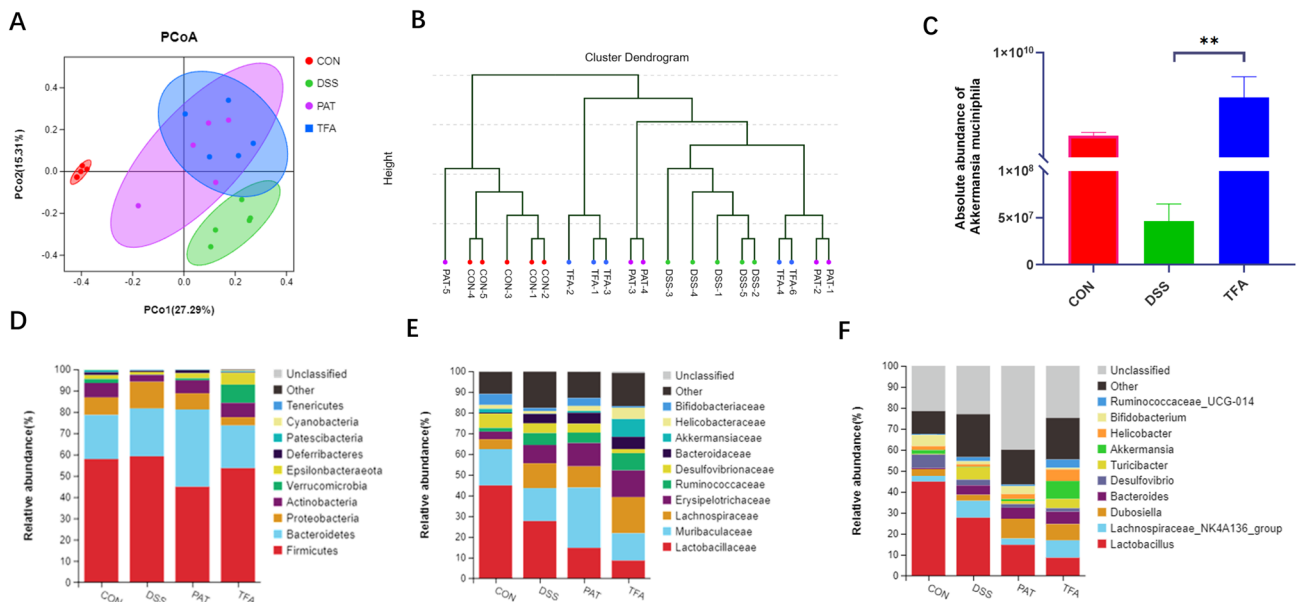 A
PCoA
CON
DSS
PAT
TFA
PCo2(15.31%)
0.4
0.2
0.0
-0.2
-0.4
-0.4
-0.2
0.0
0.2
0.4
PCo1(27.29%)
B
Cluster Dendrogram
Height
PAT-5
CON-4
CON-5
CON-3
CON-1
CON-2
TFA-2
TFA-1
TFA-3
PAT-3
PAT-4
DSS-3
DSS-4
DSS-1
DSS-5
DSS-2
TFA-4
TFA-6
PAT-2
PAT-1
C
**
Absolute abundance of
Akkermansia muciniphila
1×10¹⁰
1×10⁸
5×10⁷
0
CON
DSS
TFA
D
Relative abundance(%)
100
90
80
70
60
50
40
30
20
10
0
CON
DSS
PAT
TFA
Unclassified
Other
Tenericutes
Cyanobacteria
Patescibacteria
Deferribacteres
Epsilonbacteraeota
Verrucomicrobia
Actinobacteria
Proteobacteria
Bacteroidetes
Firmicutes
E
Relative abundance(%)
100
90
80
70
60
50
40
30
20
10
0
CON
DSS
PAT
TFA
Unclassified
Other
Bifidobacteriaceae
Helicobacteraceae
Akkermansiaceae
Bacteroidaceae
Desulfovibrionaceae
Ruminococcaceae
Erysipelotrichaceae
Lachnospiraceae
Muribaculaceae
Lactobacillaceae
F
Relative abundance(%)
100
90
80
70
60
50
40
30
20
10
0
CON
DSS
PAT
TFA
Unclassified
Other
Ruminococcaceae_UCG-014
Bifidobacterium
Helicobacter
Akkermansia
Turicibacter
Desulfovibrio
Bacteroides
Dubosiella
Lachnospiraceae_NK4A136_group
Lactobacillus